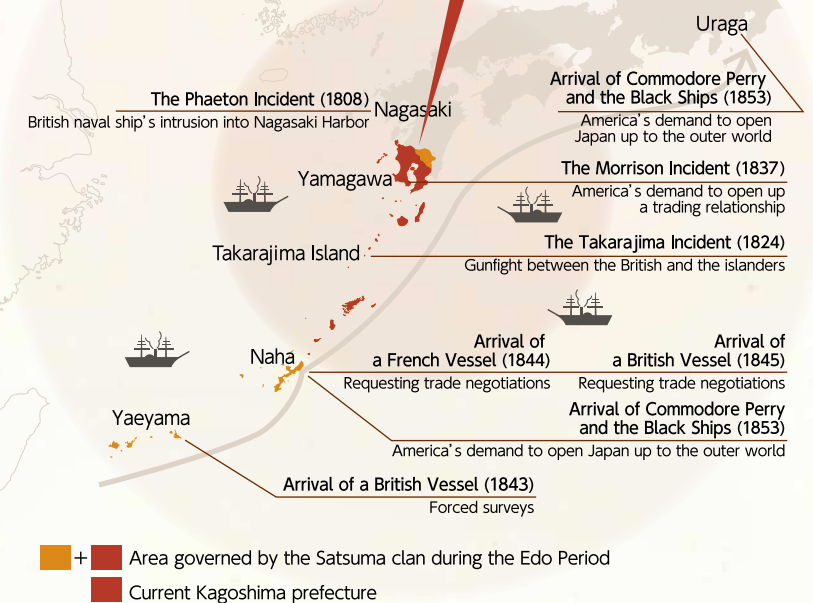 Uraga
Arrival of Commodore Perry
and the Black Ships (1853)
America's demand to open
Japan up to the outer world
The Phaeton Incident (1808)
British naval ship's intrusion into Nagasaki Harbor
Nagasaki
The Morrison Incident (1837)
America's demand to open up
a trading relationship
Yamagawa
The Takarajima Incident (1824)
Gunfight between the British and the islanders
Takarajima Island
Naha
Arrival of
a French Vessel (1844)
Requesting trade negotiations
Arrival of
a British Vessel (1845)
Requesting trade negotiations
Arrival of Commodore Perry
and the Black Ships (1853)
America's demand to open Japan up to the outer world
Yaeyama
Arrival of a British Vessel (1843)
Forced surveys
+ Area governed by the Satsuma clan during the Edo Period
Current Kagoshima prefecture